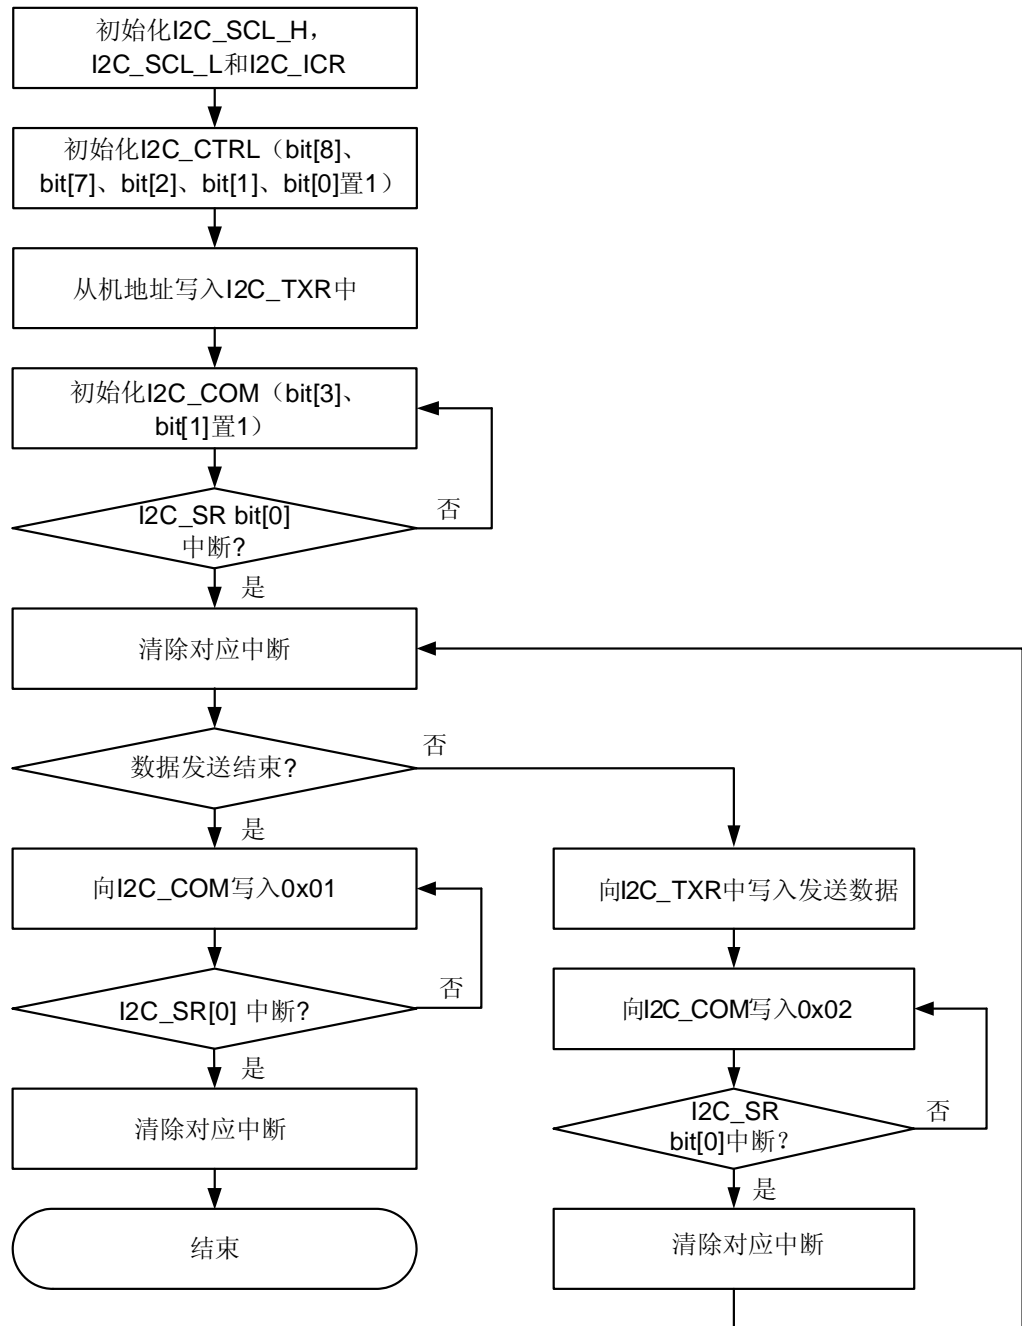 初始化I2C_SCL_H，
I2C_SCL_L和I2C_ICR
初始化I2C_CTRL（bit[8]、
bit[7]、bit[2]、bit[1]、bit[0]置1）
从机地址写入I2C_TXR中
初始化I2C_COM（bit[3]、
bit[1]置1）
I2C_SR bit[0]
中断?
否
是
清除对应中断
数据发送结束?
否
是
向I2C_COM写入0x01
I2C_SR[0] 中断?
否
是
清除对应中断
结束
向I2C_TXR中写入发送数据
向I2C_COM写入0x02
I2C_SR
bit[0]中断?
否
是
清除对应中断